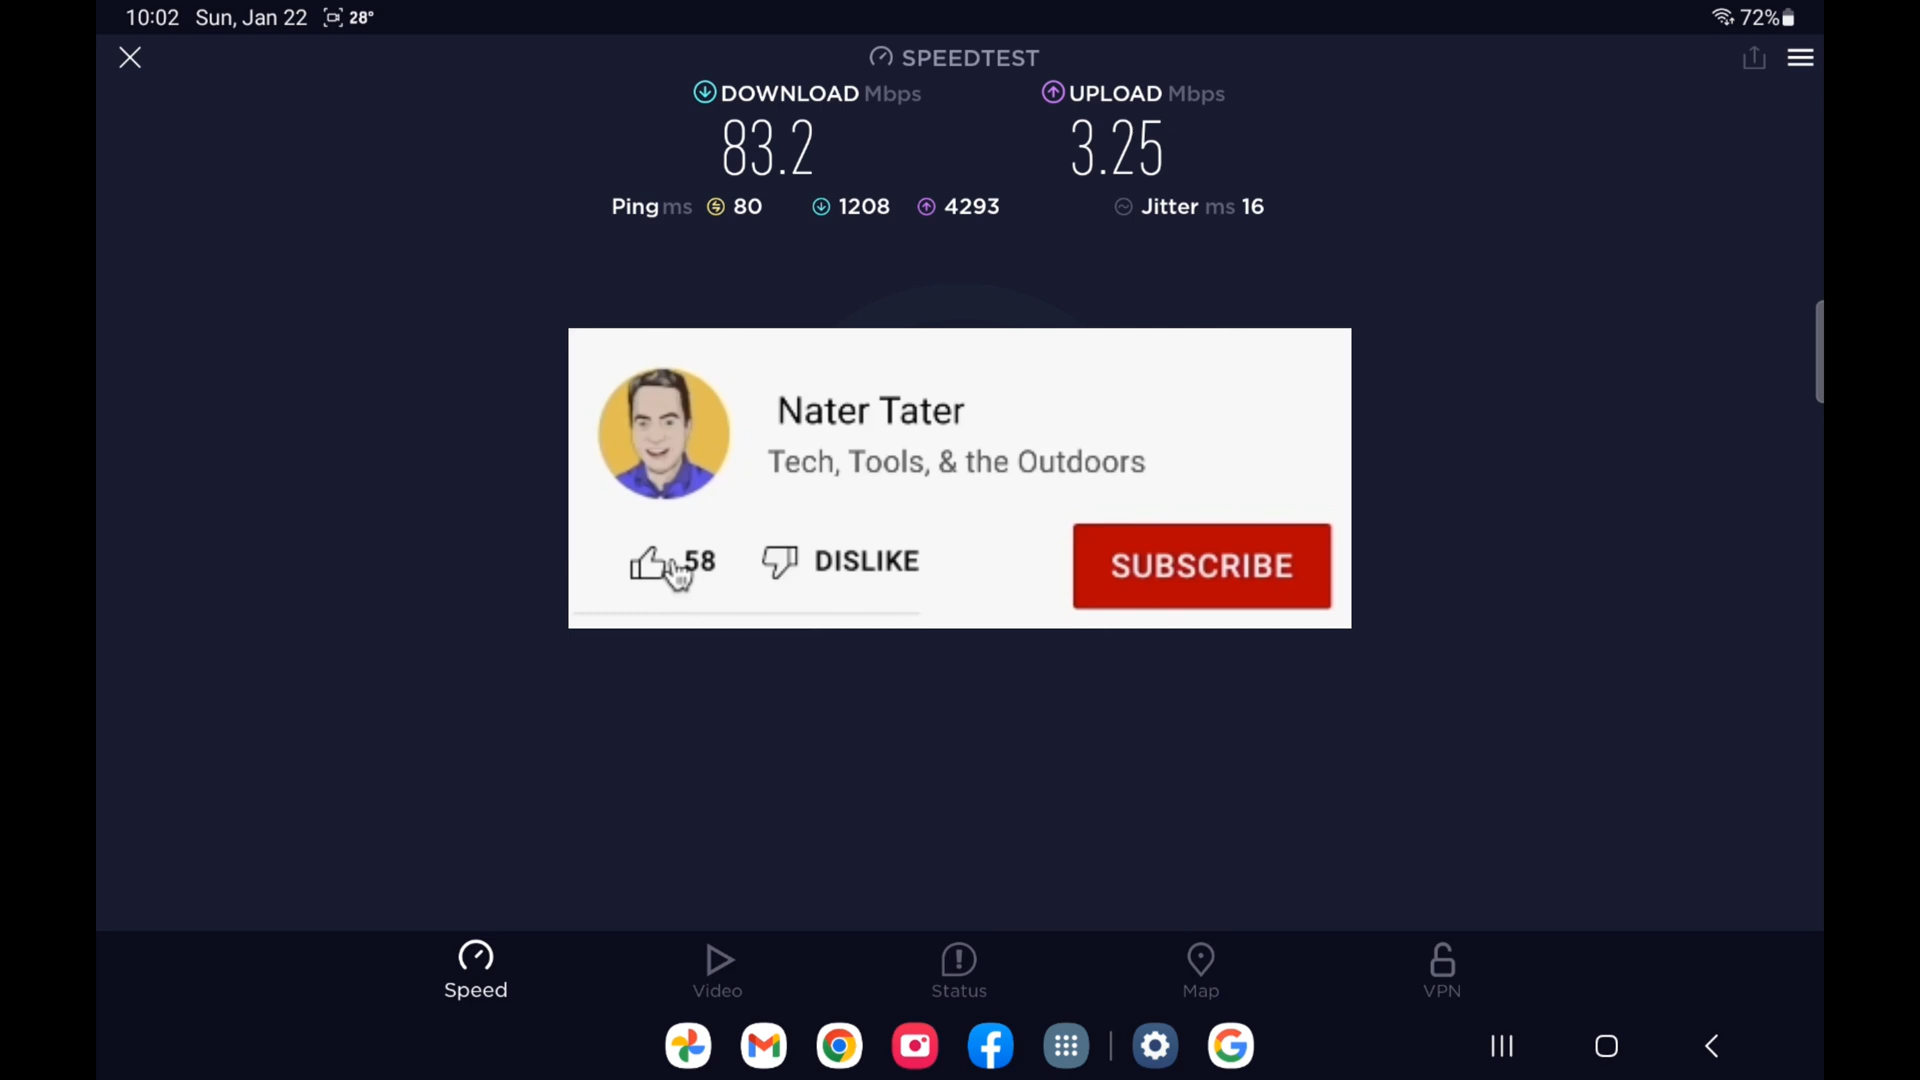 10:02 Sun, Jan 22 28° 72%
SPEEDTEST
DOWNLOAD Mbps UPLOAD Mbps
83.2 3.25
Ping ms 80 1208 4293 Jitter ms 16
Nater Tater
Tech, Tools, & the Outdoors
58 DISLIKE SUBSCRIBE
Speed Video Status Map VPN